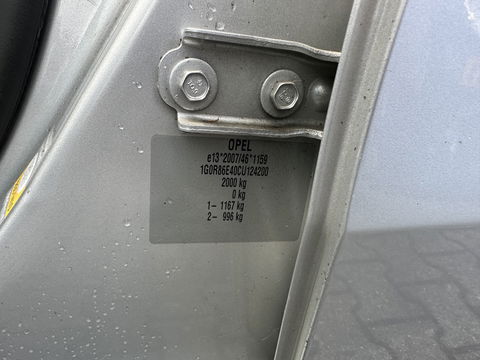 OPEL
e13*2007/46*1159
1G0R86E40CU124200
2000 kg
0 kg
1- 1167 kg
2- 996 kg